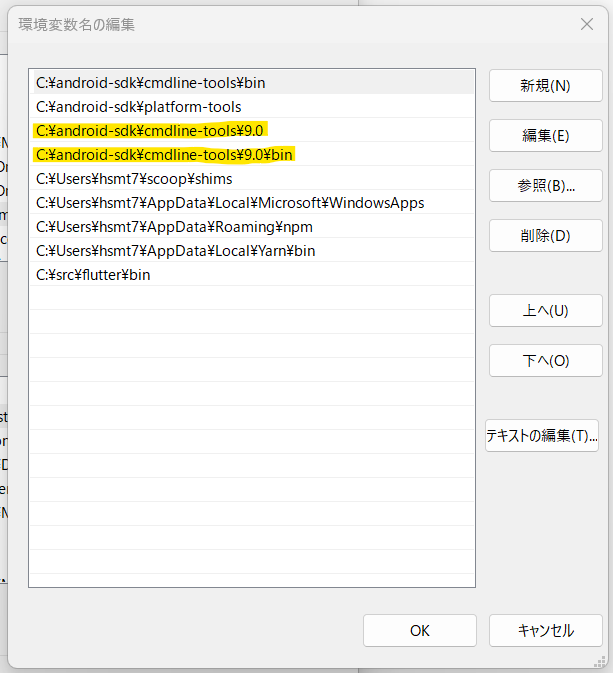 環境変数名の編集
C:¥android-sdk¥cmdline-tools¥bin
C:¥android-sdk¥platform-tools
C:¥android-sdk¥cmdline-tools¥9.0
C:¥android-sdk¥cmdline-tools¥9.0¥bin
C:¥Users¥hsmt7¥scoop¥shims
C:¥Users¥hsmt7¥AppData¥Local¥Microsoft¥WindowsApps
C:¥Users¥hsmt7¥AppData¥Roaming¥npm
C:¥Users¥hsmt7¥AppData¥Local¥Yarn¥bin
C:¥src¥flutter¥bin
新規(N)
編集(E)
参照(B)...
削除(D)
上へ(U)
下へ(O)
テキストの編集(T)...
OK
キャンセル